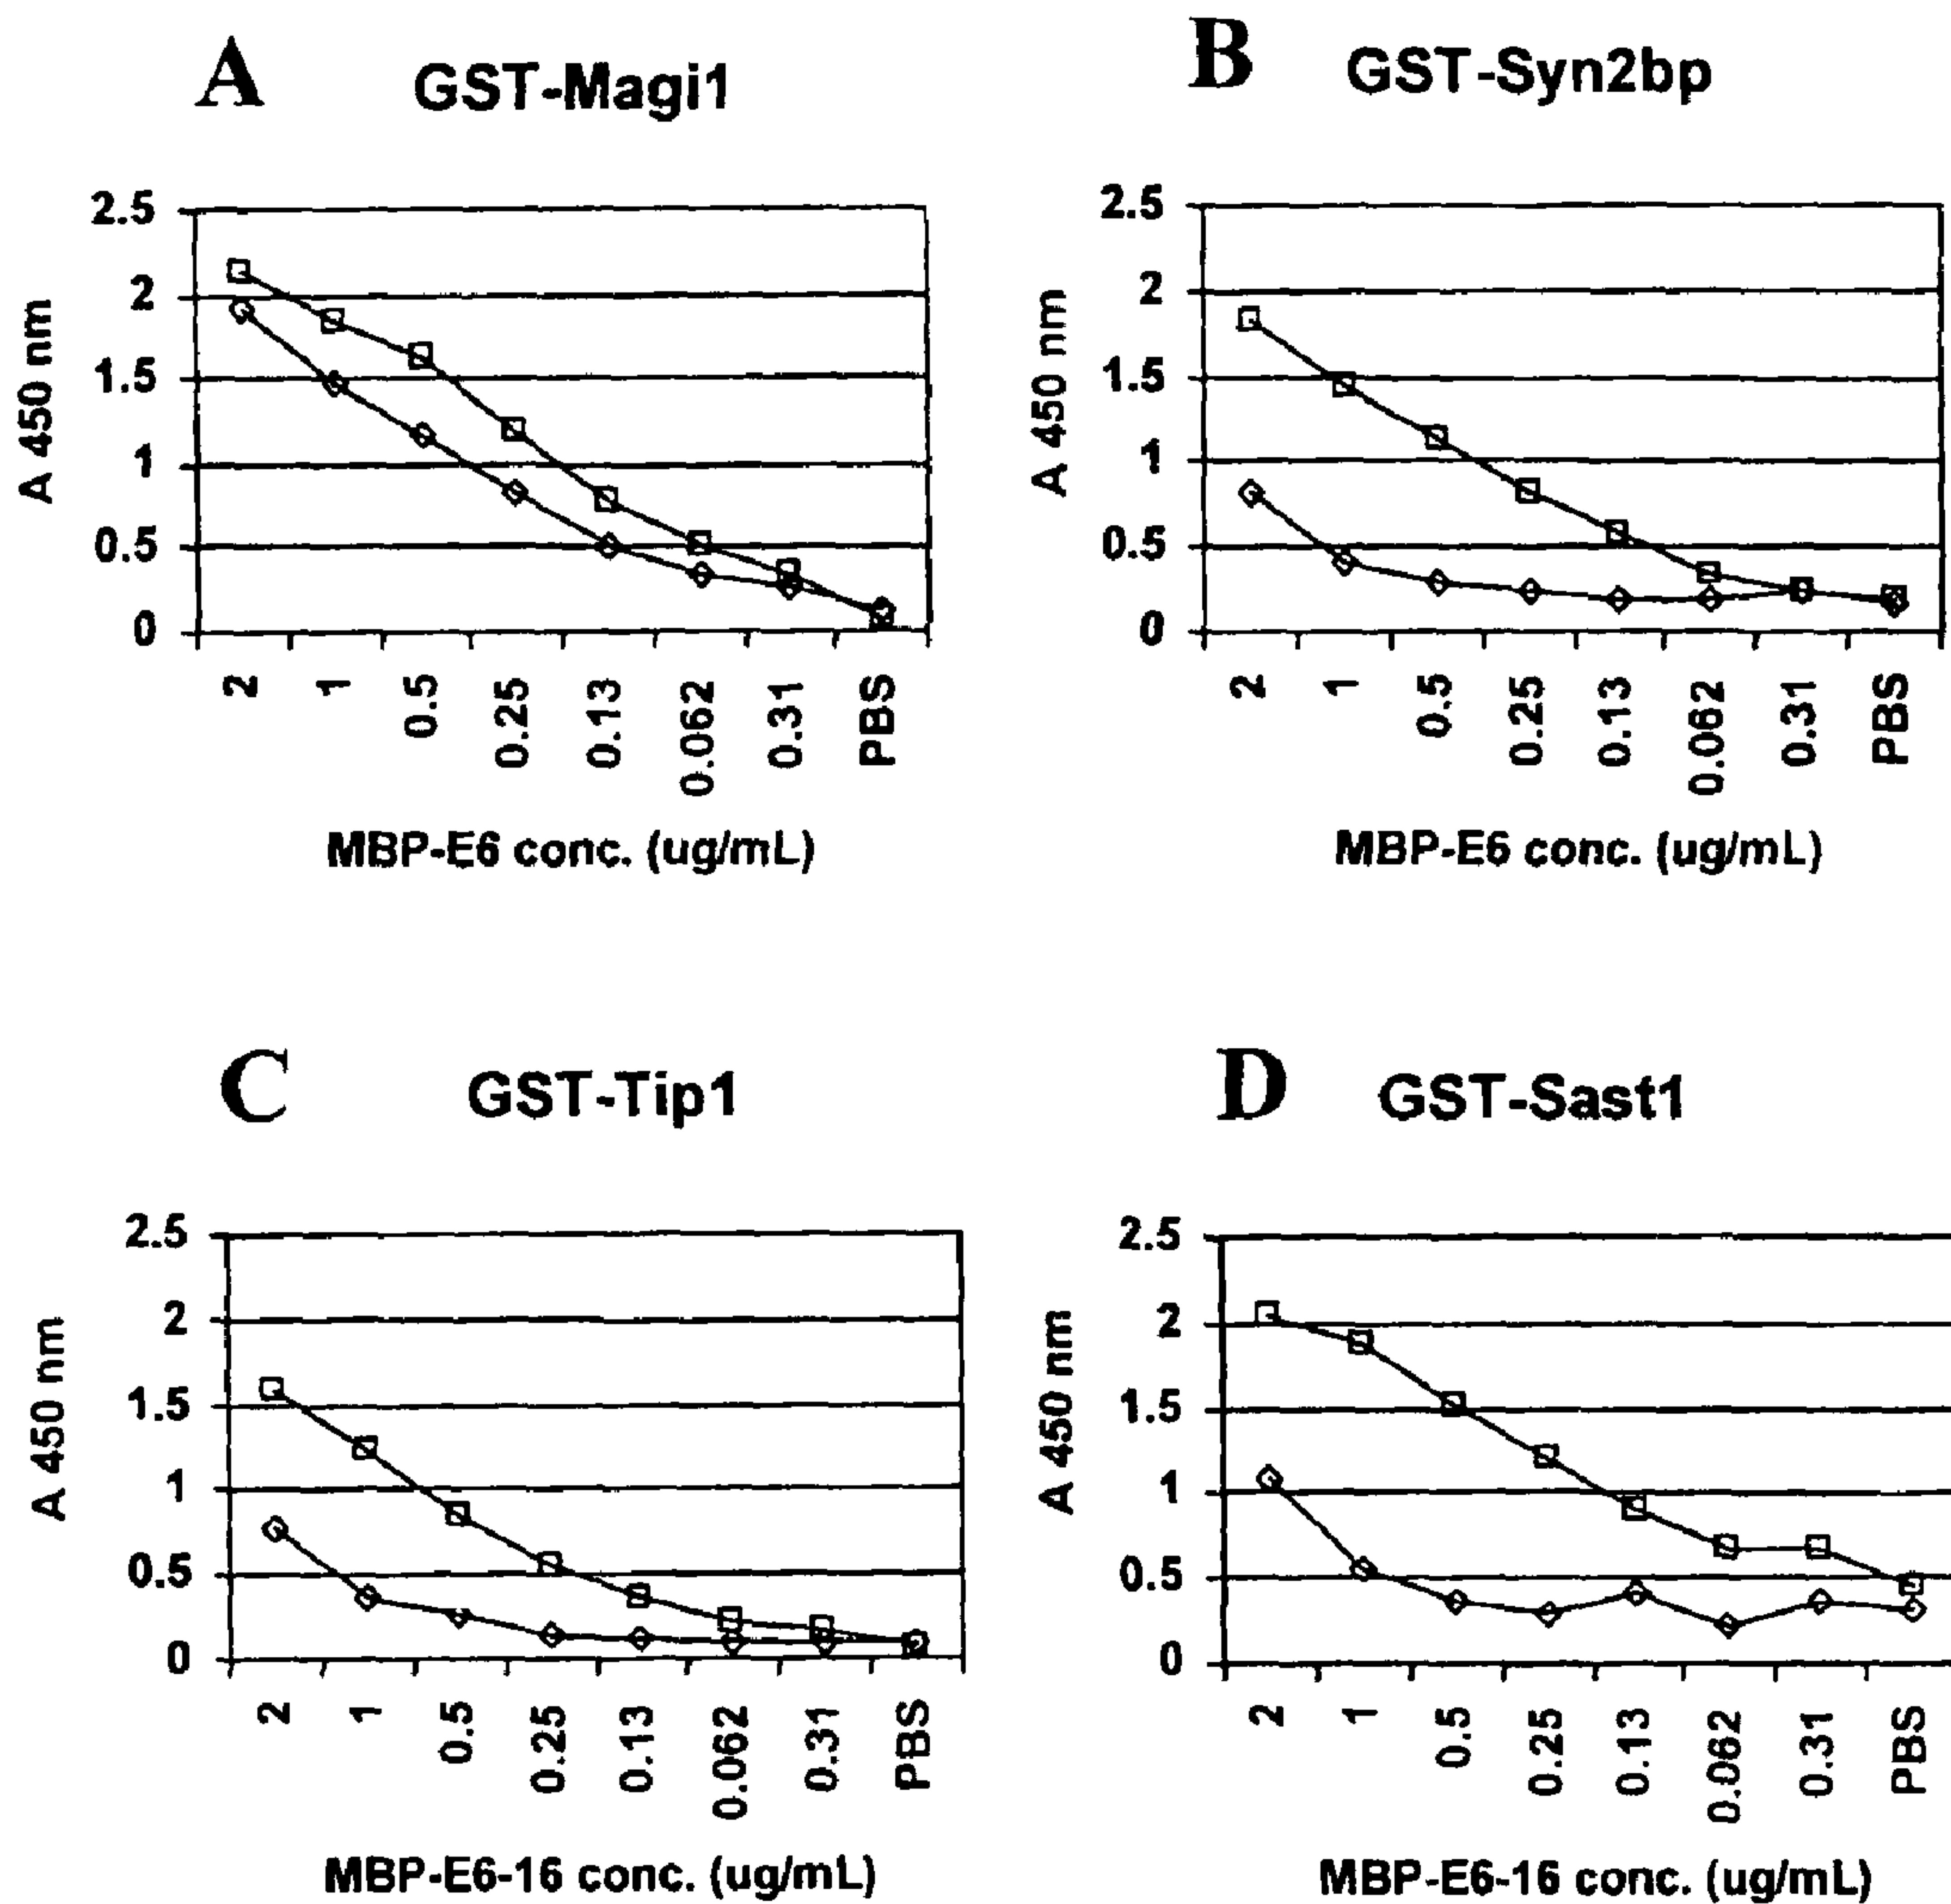 A GST-Magi1
2.5
2
1.5
1
0.5
0
A 450 nm
2 1 0.5 0.25 0.13 0.062 0.31 PBS
MBP-E6 conc. (ug/mL)
B GST-Syn2bp
2.5
2
1.5
1
0.5
0
A 450 nm
2 1 0.5 0.25 0.13 0.062 0.31 PBS
MBP-E6 conc. (ug/mL)
C GST-Tip1
2.5
2
1.5
1
0.5
0
A 450 nm
2 1 0.5 0.25 0.13 0.062 0.31 PBS
MBP-E6-16 conc. (ug/mL)
D GST-Sast1
2.5
2
1.5
1
0.5
0
A 450 nm
2 1 0.5 0.25 0.13 0.062 0.31 PBS
MBP-E6-16 conc. (ug/mL)